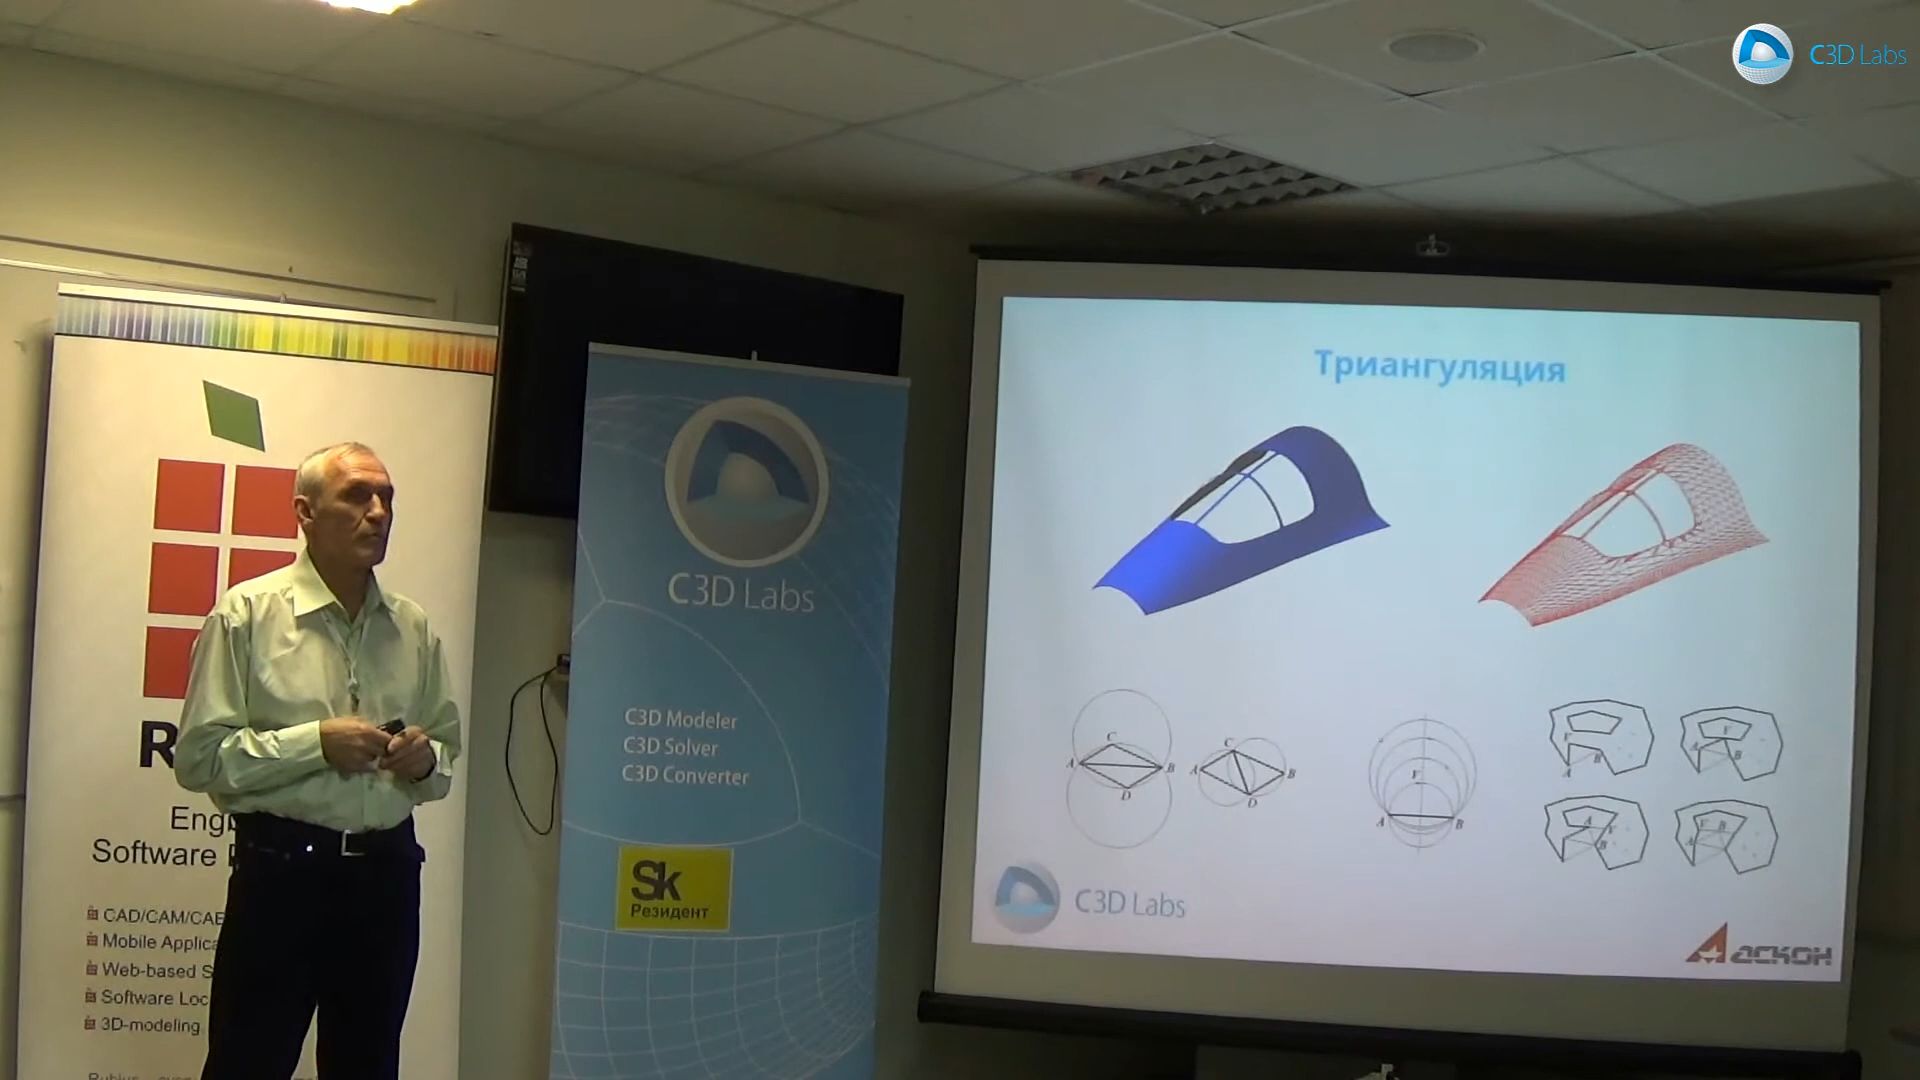 C3D Labs
Engi
Software
CAD/CAM/CAE
Mobile Applica
Web-based S
Software Loc
3D-modeling
C3D Labs
C3D Modeler
C3D Solver
C3D Converter
Sk
Резидент
Триангуляция
C
A
B
D
C
A
B
D
F
A
B
F
A
B
F
A
B
A
F
B
F
B
A
C3D Labs
АСКОН